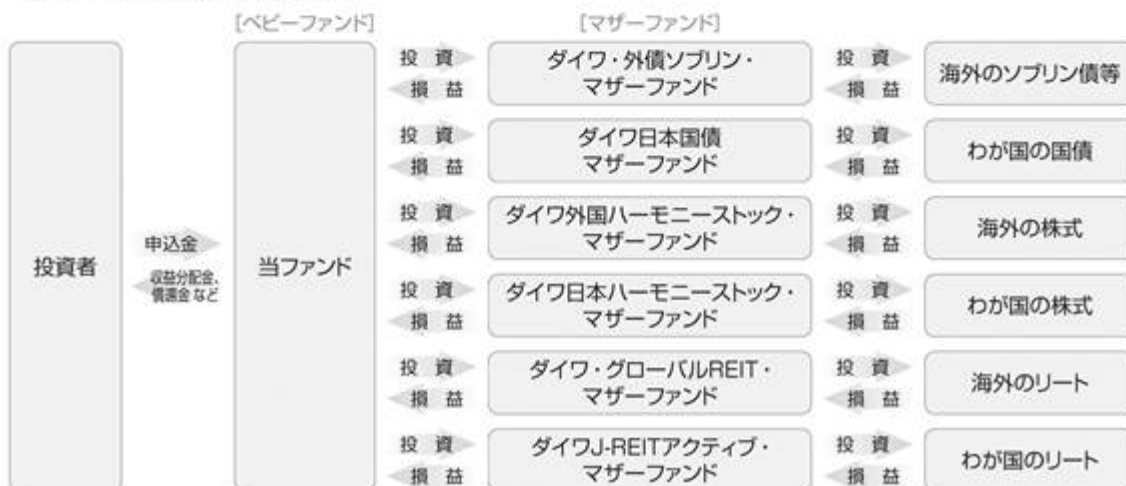 [ベビーファンド]
[マザーファンド]
投資者
申込金
収益分配金、
償還金 など
当ファンド
投 資
損 益
ダイワ・外債ソブリン・
マザーファンド
投 資
損 益
海外のソブリン債等
投 資
損 益
ダイワ日本国債
マザーファンド
投 資
損 益
わが国の国債
投 資
損 益
ダイワ外国ハーモニーストック・
マザーファンド
投 資
損 益
海外の株式
投 資
損 益
ダイワ日本ハーモニーストック・
マザーファンド
投 資
損 益
わが国の株式
投 資
損 益
ダイワ・グローバルREIT・
マザーファンド
投 資
損 益
海外のリート
投 資
損 益
ダイワJ-REITアクティブ・
マザーファンド
投 資
損 益
わが国のリート